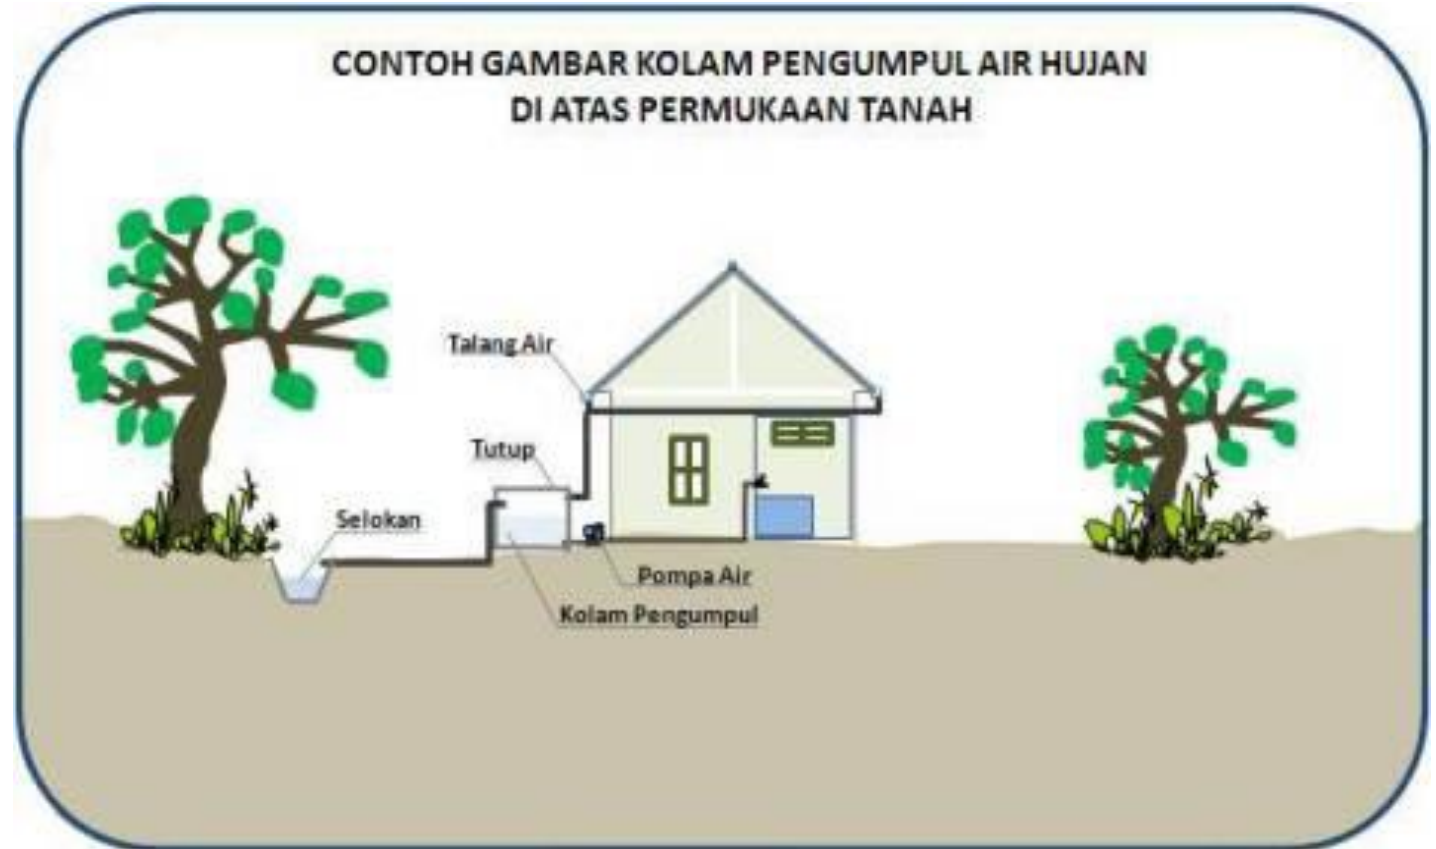 CONTOH GAMBAR KOLAM PENGUMPUL AIR HUJAN
DI ATAS PERMUKAAN TANAH
Talang Air
Tutup
Selokan
Pompa Air
Kolam Pengumpul